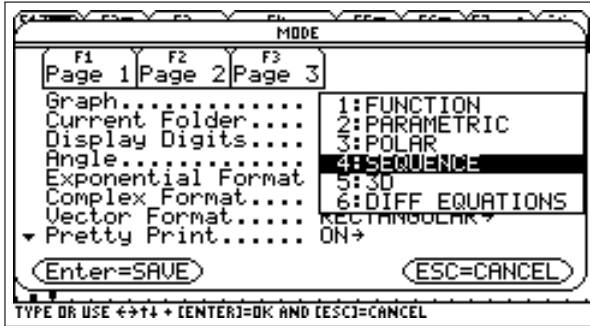 MODE
F1 F2 F3
Page 1 Page 2 Page 3
Graph.............
Current Folder....
Display Digits....
Angle.............
Exponential Format
Complex Format....
Vector Format..... RECTANGULAR→
▾ Pretty Print...... ON→
1:FUNCTION
2:PARAMETRIC
3:POLAR
4:SEQUENCE
5:3D
6:DIFF EQUATIONS
Enter=SAVE ESC=CANCEL
TYPE OR USE ←→↑↓ + [ENTER]=OK AND [ESC]=CANCEL